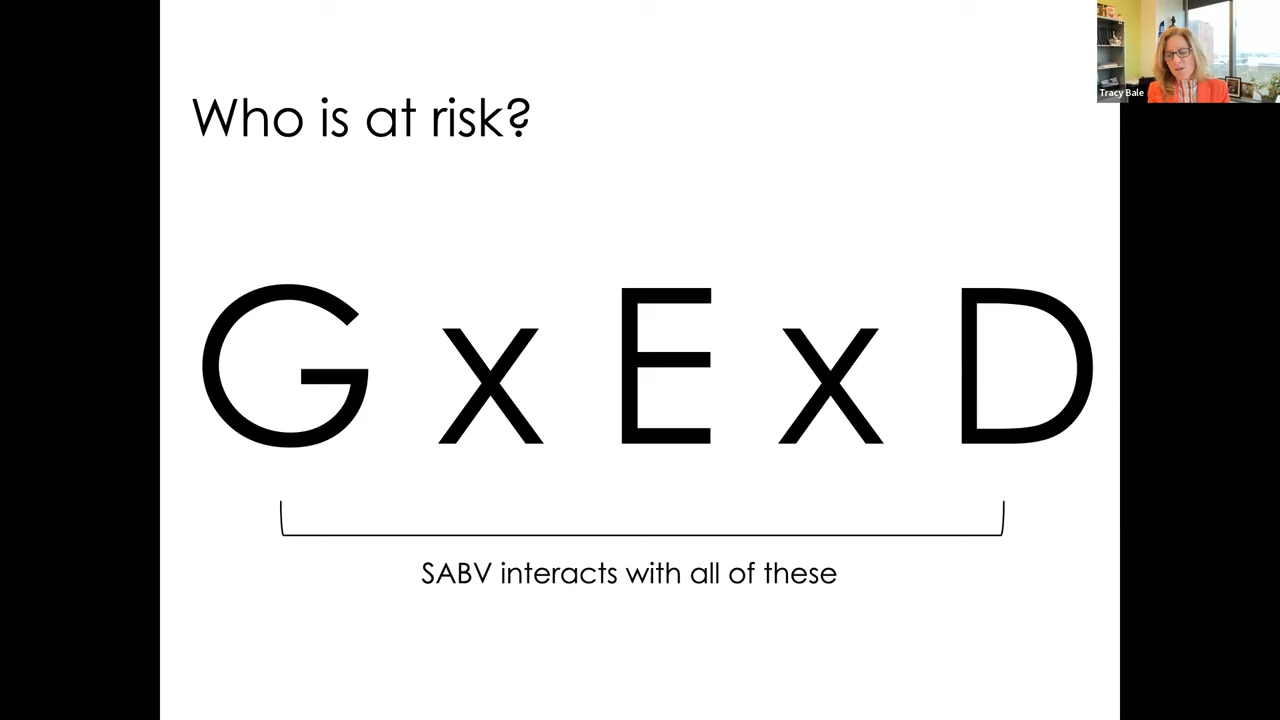 Tracy Bale
Who is at risk?
G x E x D
SABV interacts with all of these